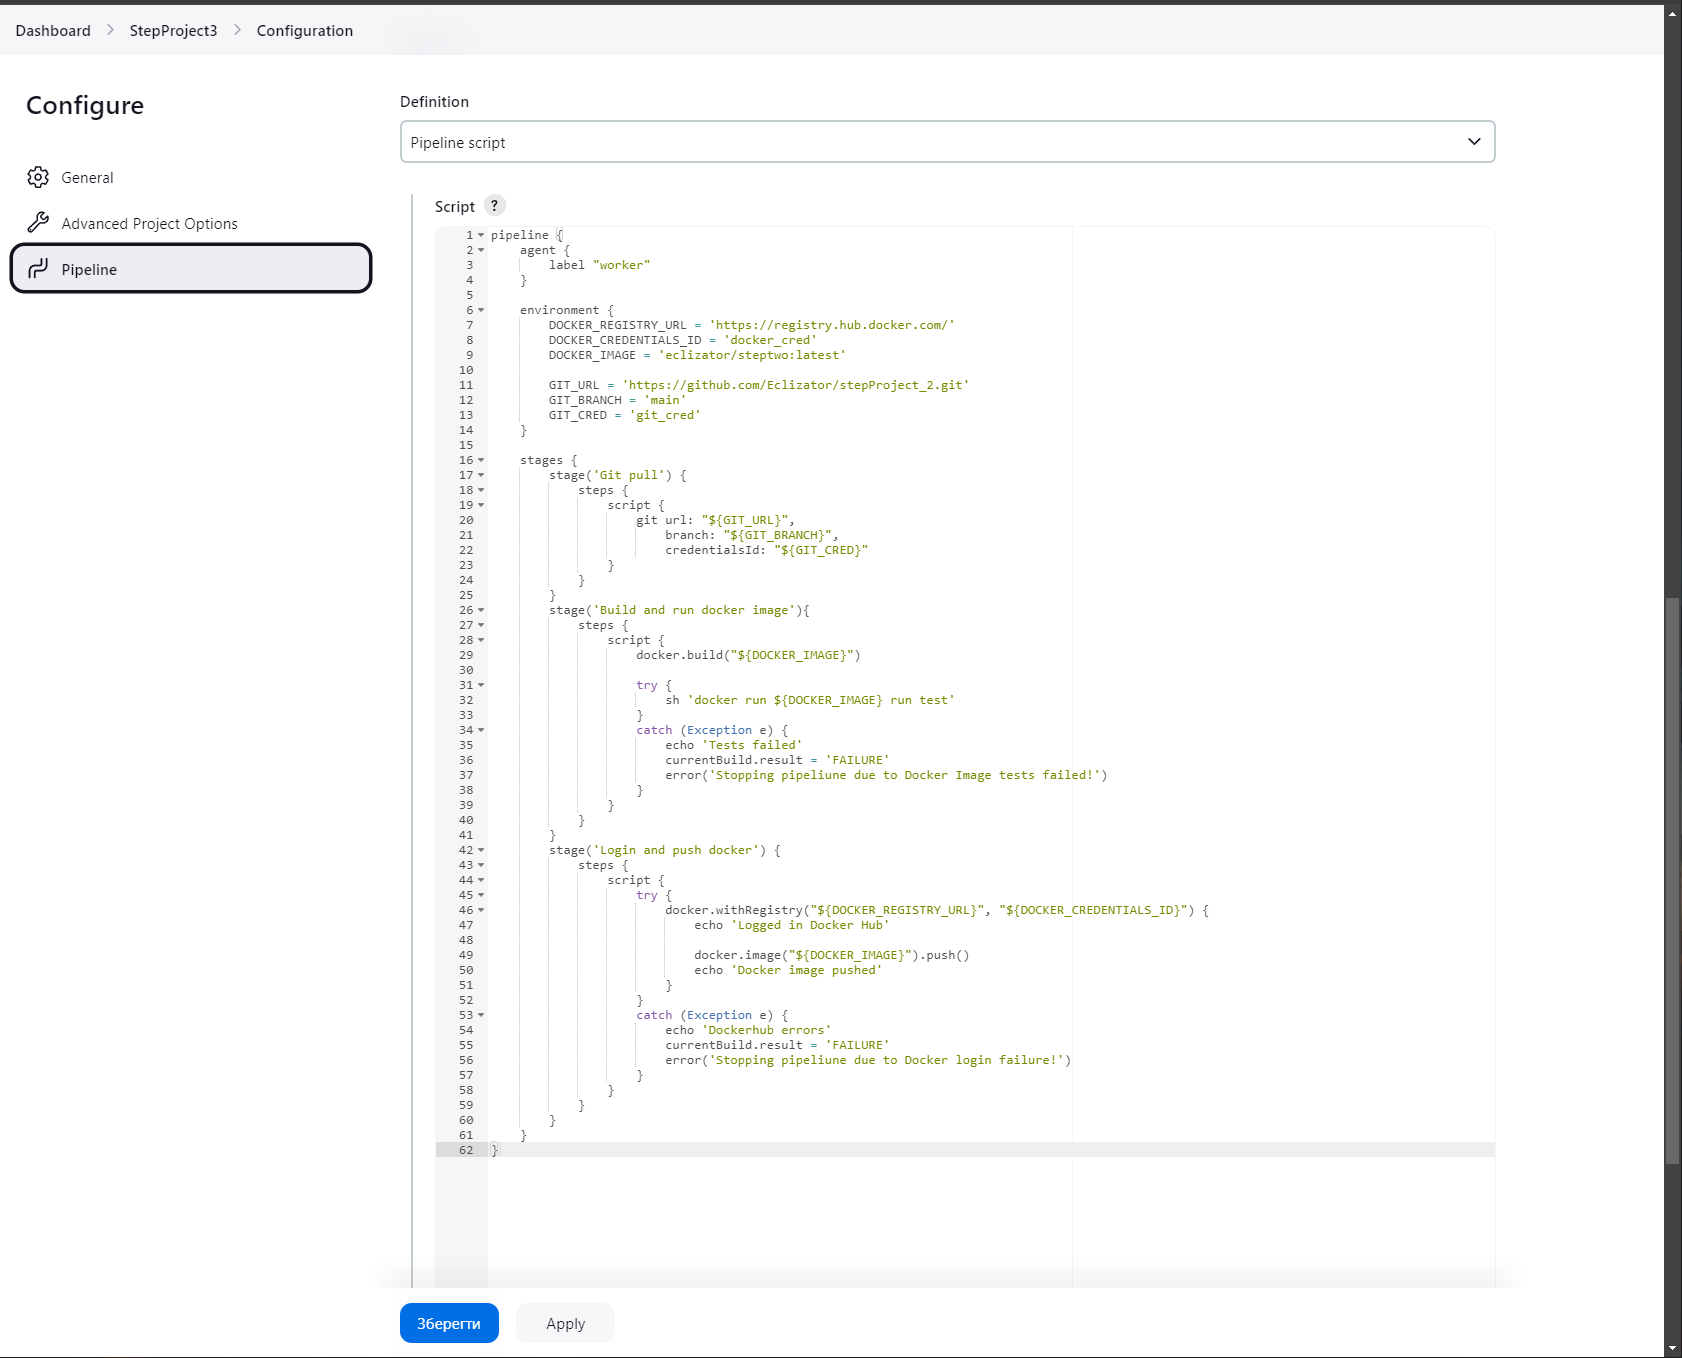 Dashboard > StepProject3 > Configuration
Configure
General
Advanced Project Options
Pipeline
Definition
Pipeline script
Script ?
1 pipeline {
2     agent {
3         label "worker"
4     }
5
6     environment {
7         DOCKER_REGISTRY_URL = 'https://registry.hub.docker.com/'
8         DOCKER_CREDENTIALS_ID = 'docker_cred'
9         DOCKER_IMAGE = 'eclizator/steptwo:latest'
10
11         GIT_URL = 'https://github.com/Eclizator/stepProject_2.git'
12         GIT_BRANCH = 'main'
13         GIT_CRED = 'git_cred'
14     }
15
16     stages {
17         stage('Git pull') {
18             steps {
19                 script {
20                     git url: "${GIT_URL}",
21                         branch: "${GIT_BRANCH}",
22                         credentialsId: "${GIT_CRED}"
23                 }
24             }
25         }
26         stage('Build and run docker image'){
27             steps {
28                 script {
29                     docker.build("${DOCKER_IMAGE}")
30
31                     try {
32                         sh 'docker run ${DOCKER_IMAGE} run test'
33                     }
34                     catch (Exception e) {
35                         echo 'Tests failed'
36                         currentBuild.result = 'FAILURE'
37                         error('Stopping pipeliune due to Docker Image tests failed!')
38                     }
39                 }
40             }
41         }
42         stage('Login and push docker') {
43             steps {
44                 script {
45                     try {
46                         docker.withRegistry("${DOCKER_REGISTRY_URL}", "${DOCKER_CREDENTIALS_ID}") {
47                             echo 'Logged in Docker Hub'
48
49                             docker.image("${DOCKER_IMAGE}").push()
50                             echo 'Docker image pushed'
51                         }
52                     }
53                     catch (Exception e) {
54                         echo 'Dockerhub errors'
55                         currentBuild.result = 'FAILURE'
56                         error('Stopping pipeliune due to Docker login failure!')
57                     }
58                 }
59             }
60         }
61     }
62 }
Зберегти
Apply